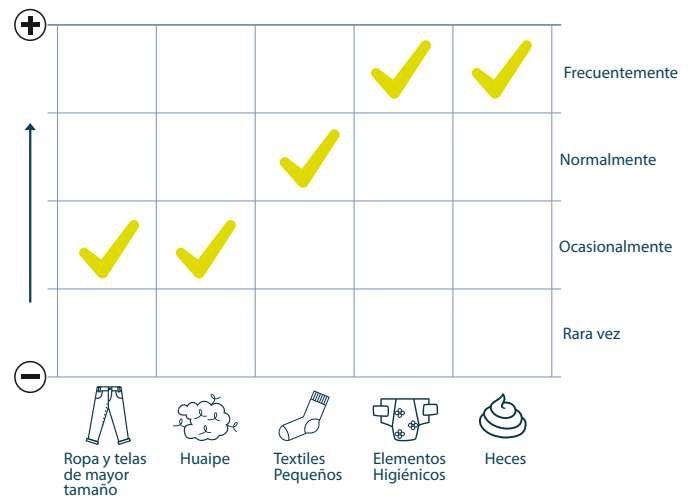 Frecuentemente
Normalmente
Ocasionalmente
Rara vez
Ropa y telas
de mayor
tamaño
Huaipe
Textiles
Pequeños
Elementos
Higiénicos
Heces